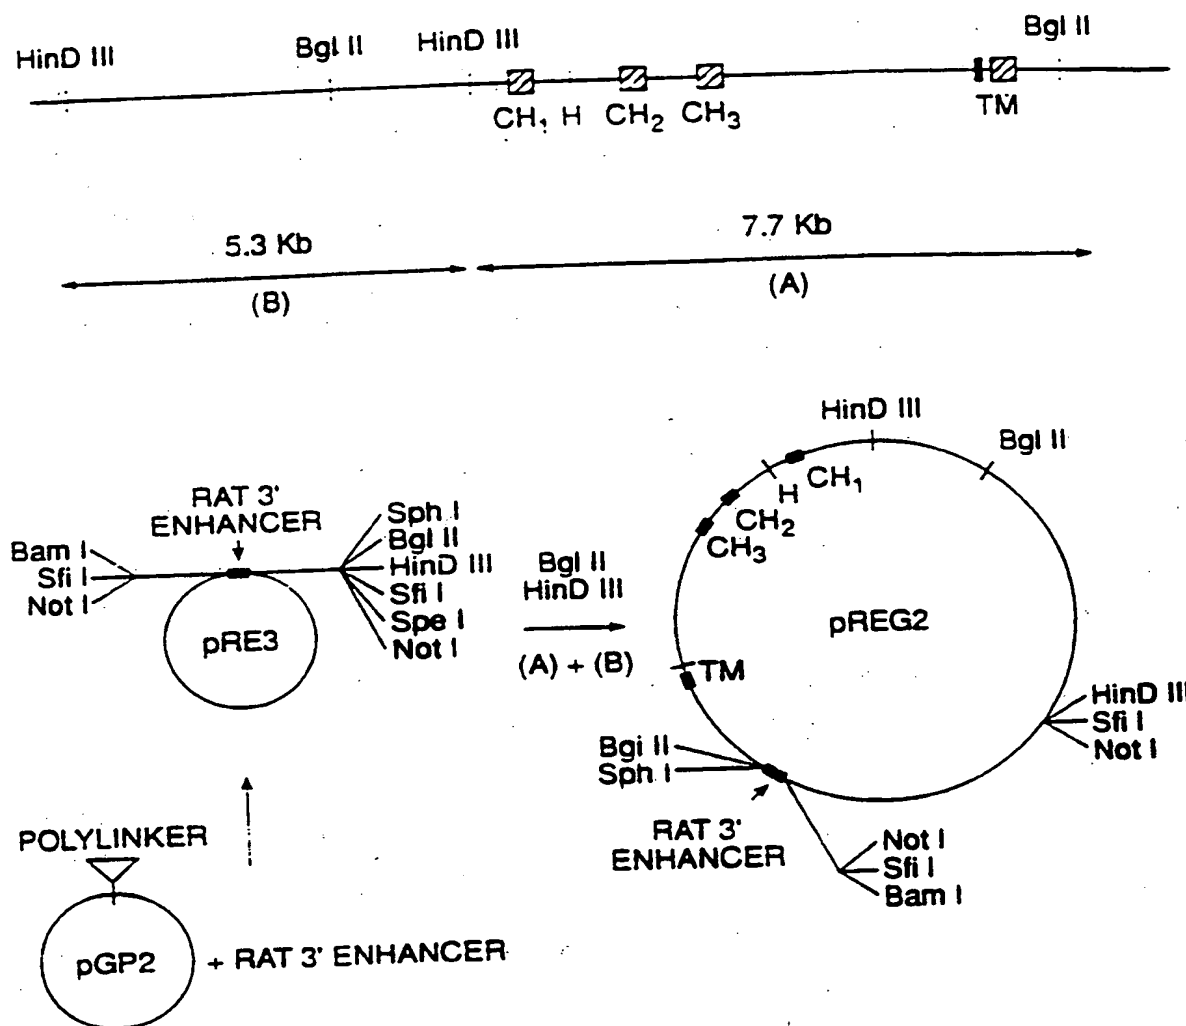 HinD III
Bgl II
HinD III
Bgl II
CH1
H
CH2
CH3
TM
5.3 Kb
7.7 Kb
(B)
(A)
RAT 3'
ENHANCER
Bam I
Sfi I
Not I
Sph I
Bgl II
HinD III
Sfi I
Spe I
Not I
pRE3
Bgl II
HinD III
(A) + (B)
HinD III
Bgl II
CH1
H
CH2
CH3
pREG2
TM
HinD III
Sfi I
Not I
Bgl II
Sph I
RAT 3'
ENHANCER
Not I
Sfi I
Bam I
POLYLINKER
pGP2
+ RAT 3' ENHANCER